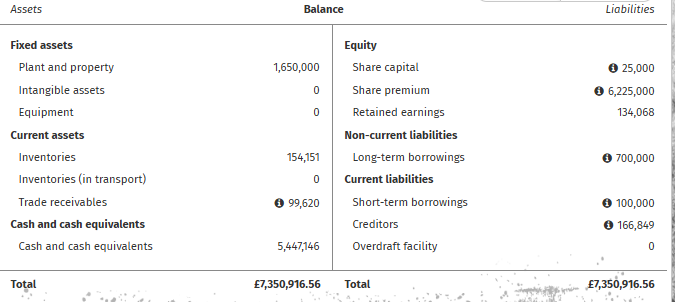 Assets Balance Liabilities
Fixed assets Equity
Plant and property 1,650,000 Share capital 25,000
Intangible assets 0 Share premium 6,225,000
Equipment 0 Retained earnings 134,068
Current assets Non-current liabilities
Inventories 154,151 Long-term borrowings 700,000
Inventories (in transport) 0 Current liabilities
Trade receivables 99,620 Short-term borrowings 100,000
Cash and cash equivalents Creditors 166,849
Cash and cash equivalents 5,447,146 Overdraft facility 0
Total £7,350,916.56 Total £7,350,916.56